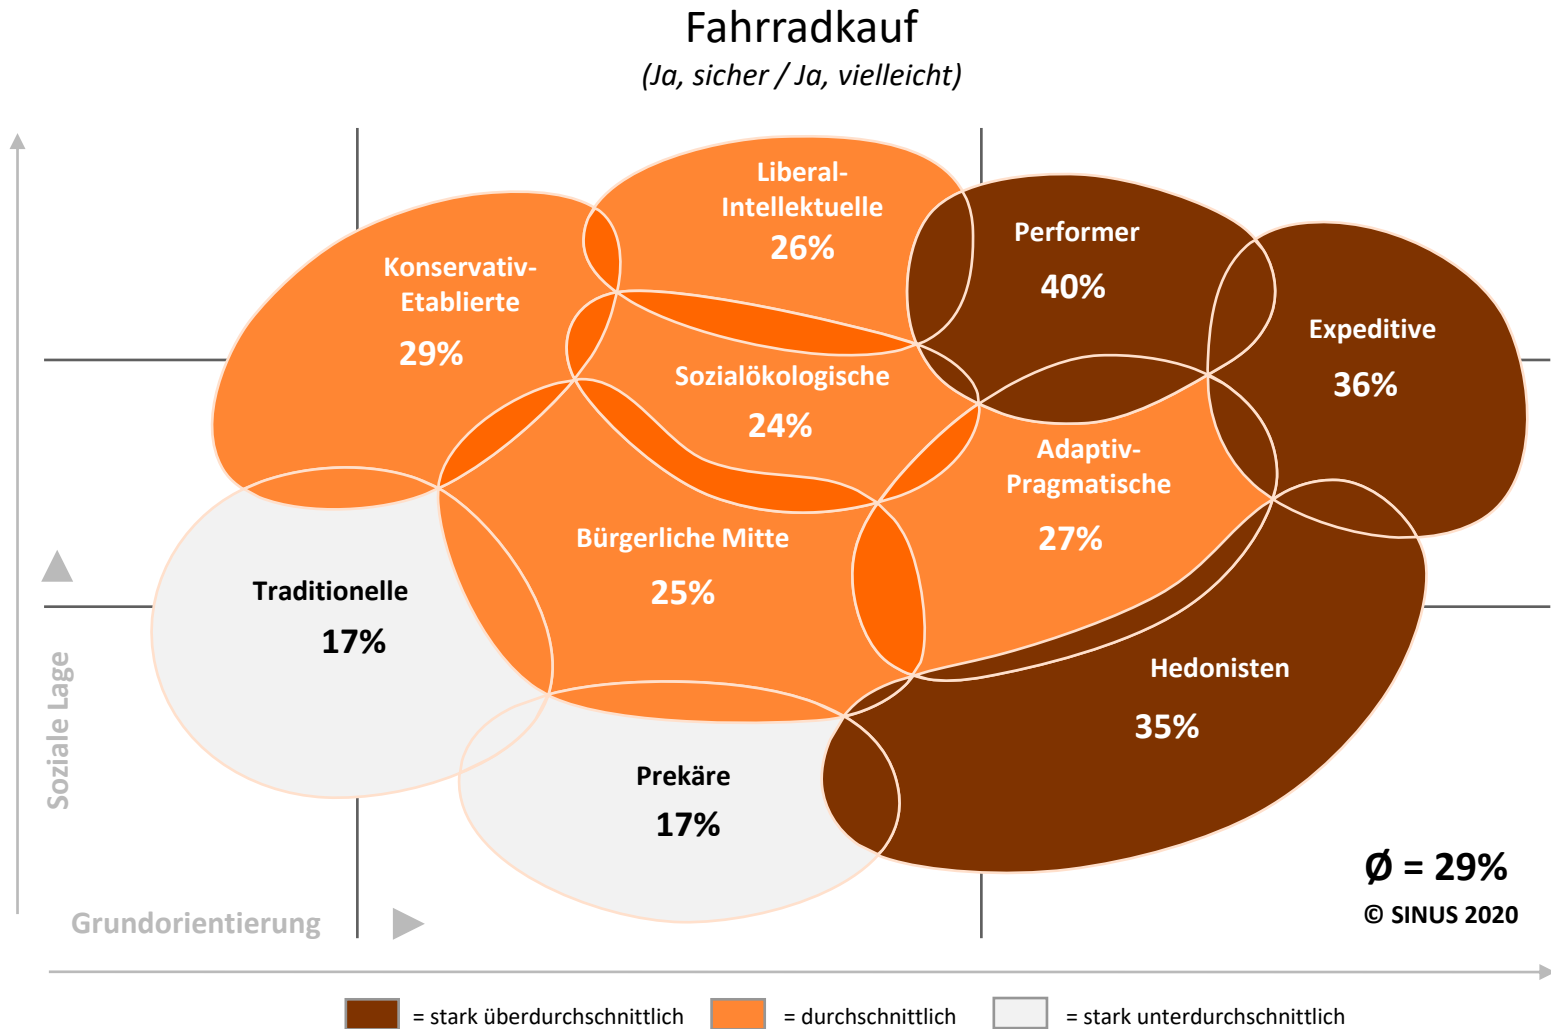 Fahrradkauf
(Ja, sicher / Ja, vielleicht)
Liberal-
Intellektuelle
26%
Performer
40%
Konservativ-
Etablierte
29%
Expeditive
36%
Sozialökologische
24%
Adaptiv-
Pragmatische
27%
Bürgerliche Mitte
25%
Traditionelle
17%
Hedonisten
35%
Prekäre
17%
Soziale Lage
Grundorientierung
Ø = 29%
© SINUS 2020
= stark überdurchschnittlich
= durchschnittlich
= stark unterdurchschnittlich